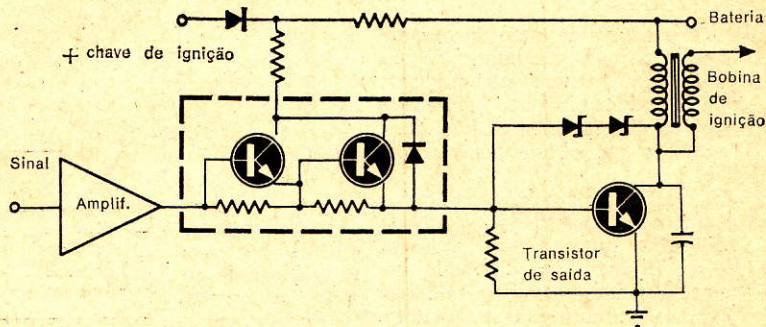 Bateria
+ chave de ignição
Bobina
de
ignição
Sinal
Amplif.
Transistor
de saída